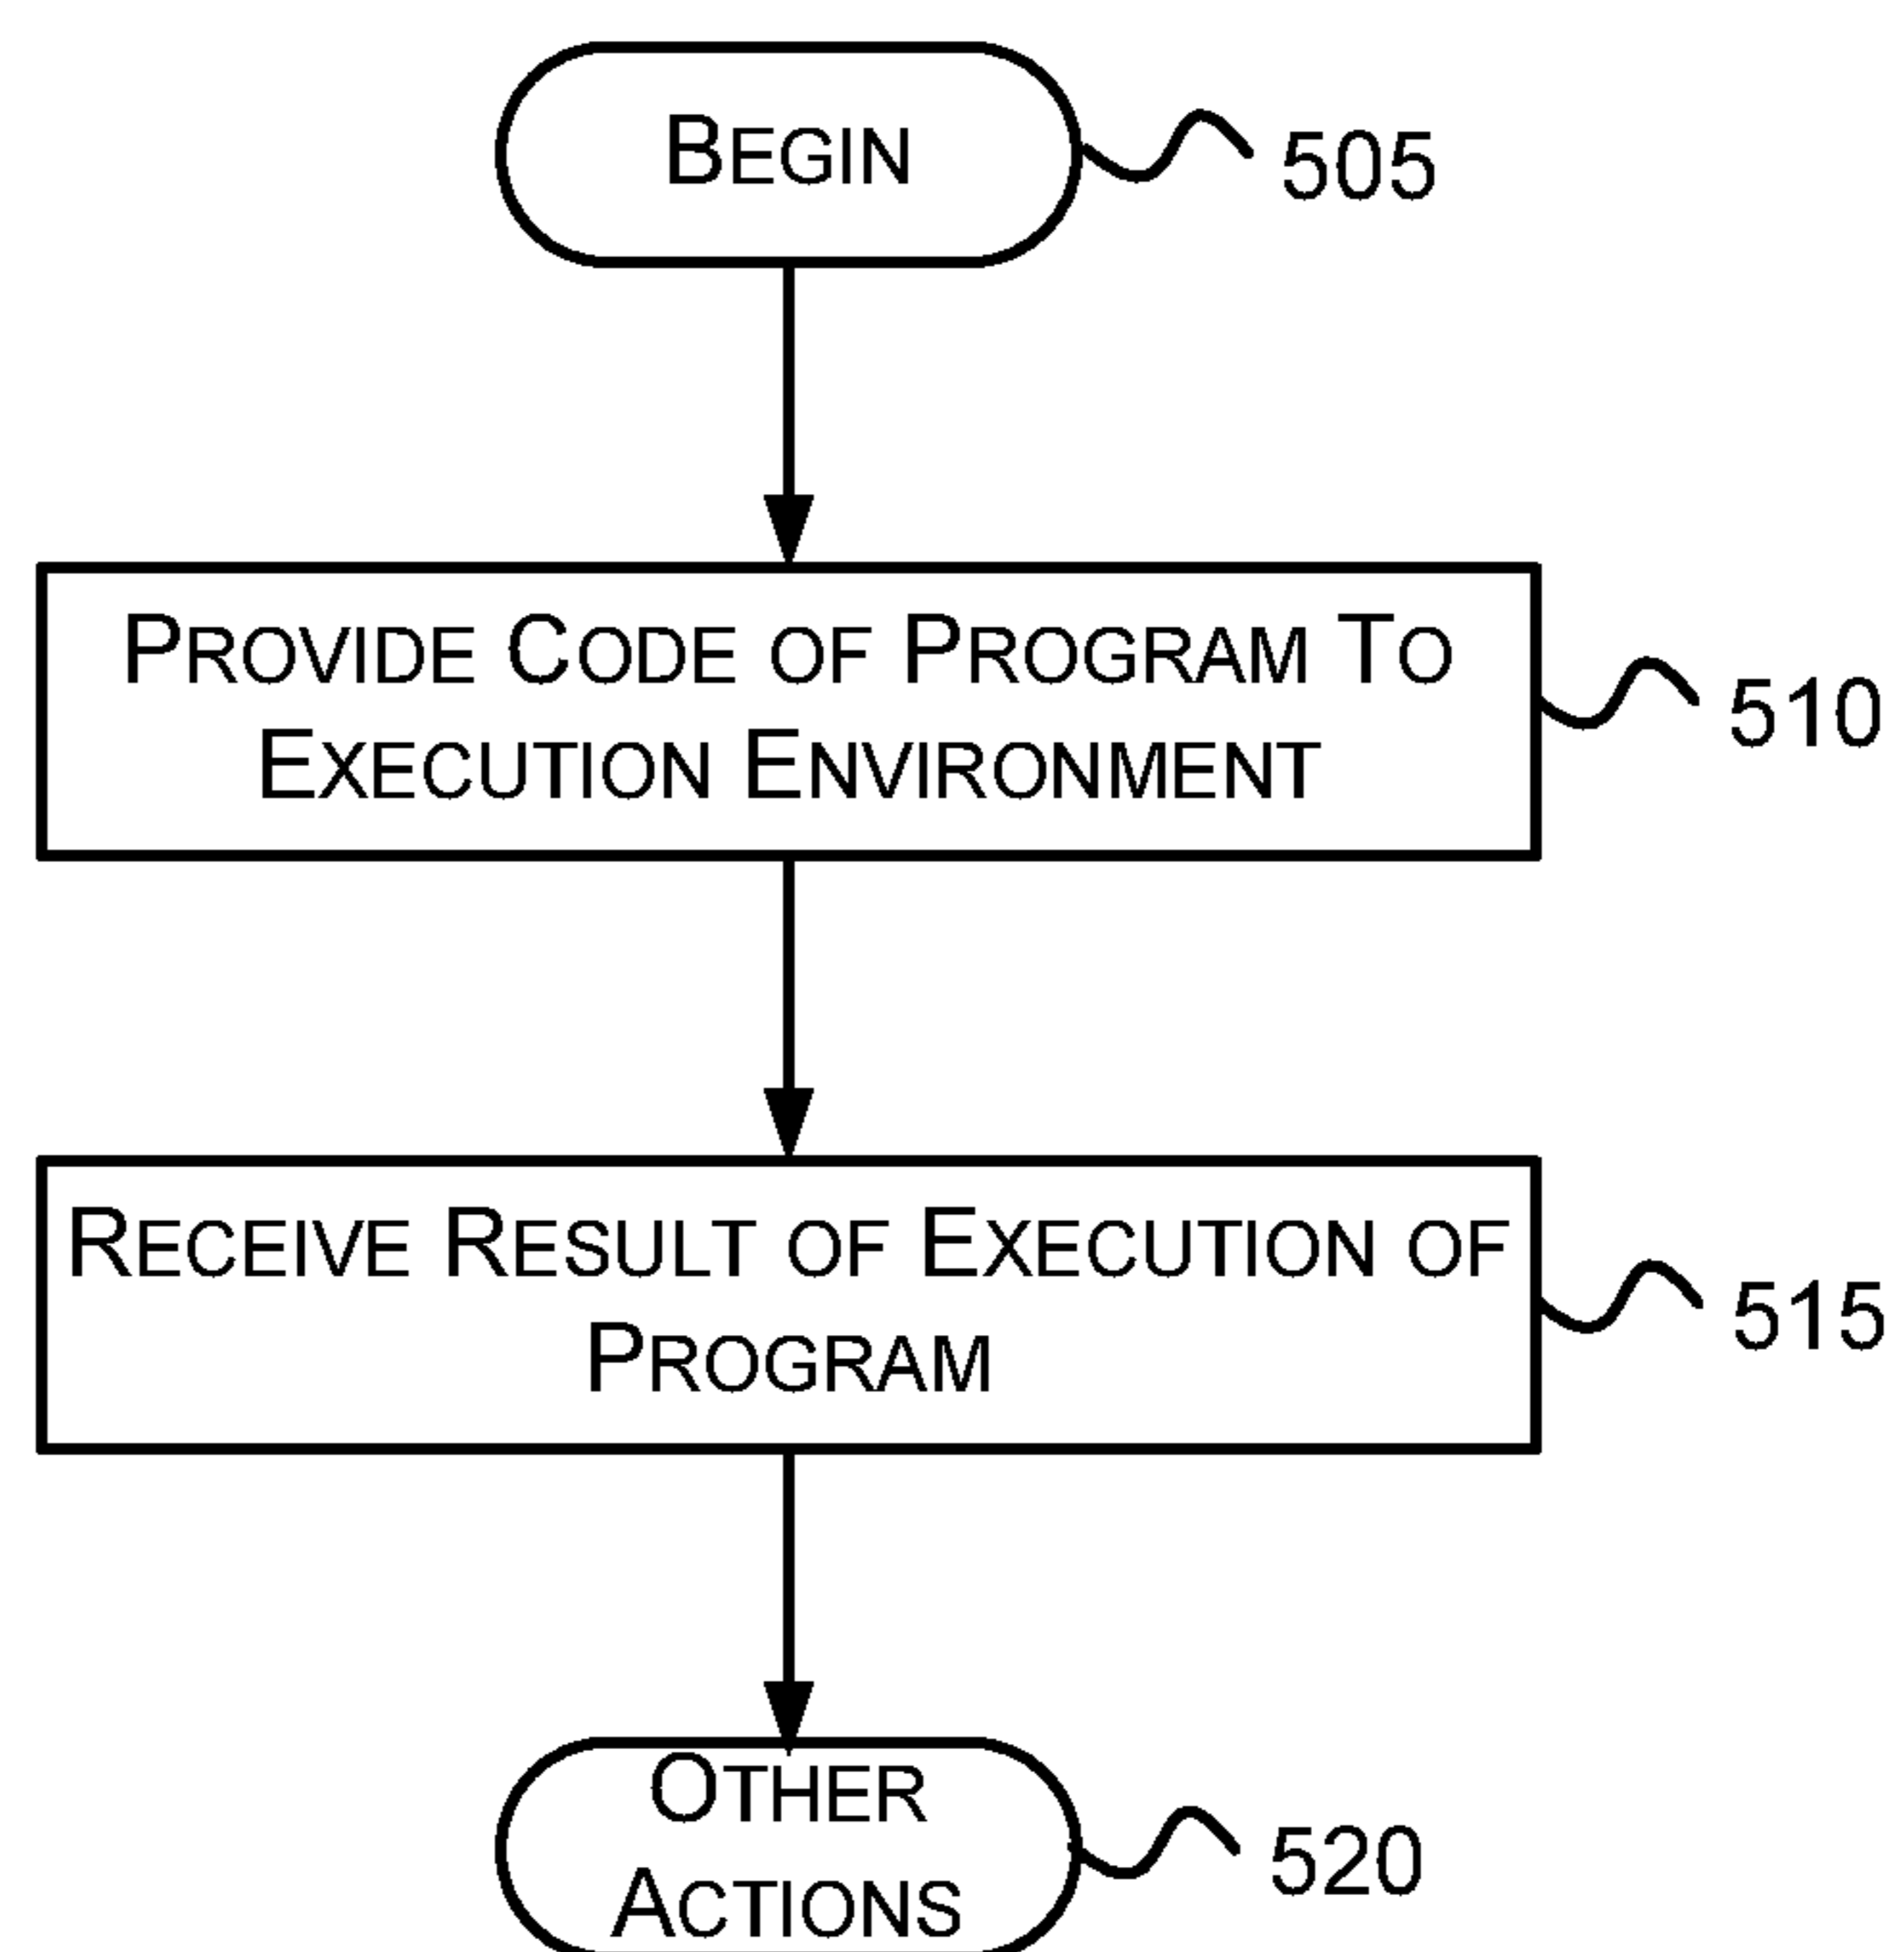 BEGIN
505
PROVIDE CODE OF PROGRAM TO
EXECUTION ENVIRONMENT
510
RECEIVE RESULT OF EXECUTION OF
PROGRAM
515
OTHER
ACTIONS
520